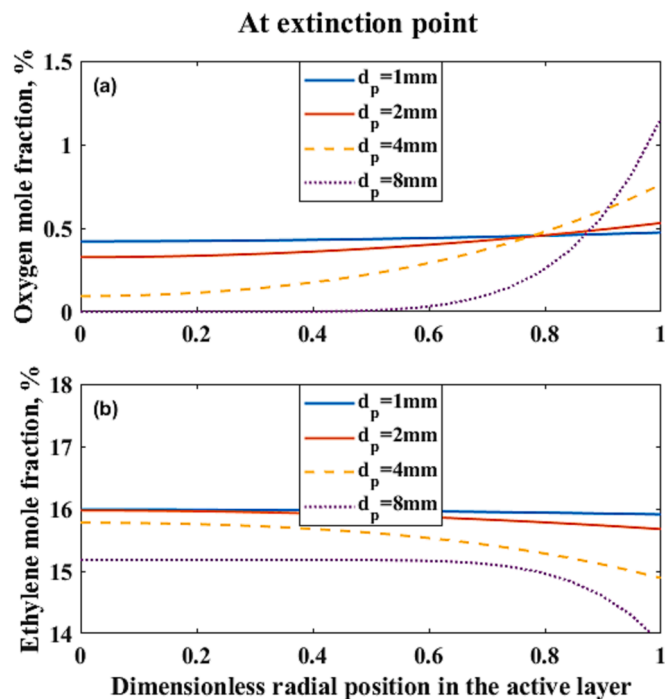 At extinction point
Oxygen mole fraction, %
(a)
1.5
1
0.5
0
d_p=1mm
d_p=2mm
d_p=4mm
d_p=8mm
0 0.2 0.4 0.6 0.8 1
Ethylene mole fraction, %
(b)
18
17
16
15
14
d_p=1mm
d_p=2mm
d_p=4mm
d_p=8mm
0 0.2 0.4 0.6 0.8 1
Dimensionless radial position in the active layer